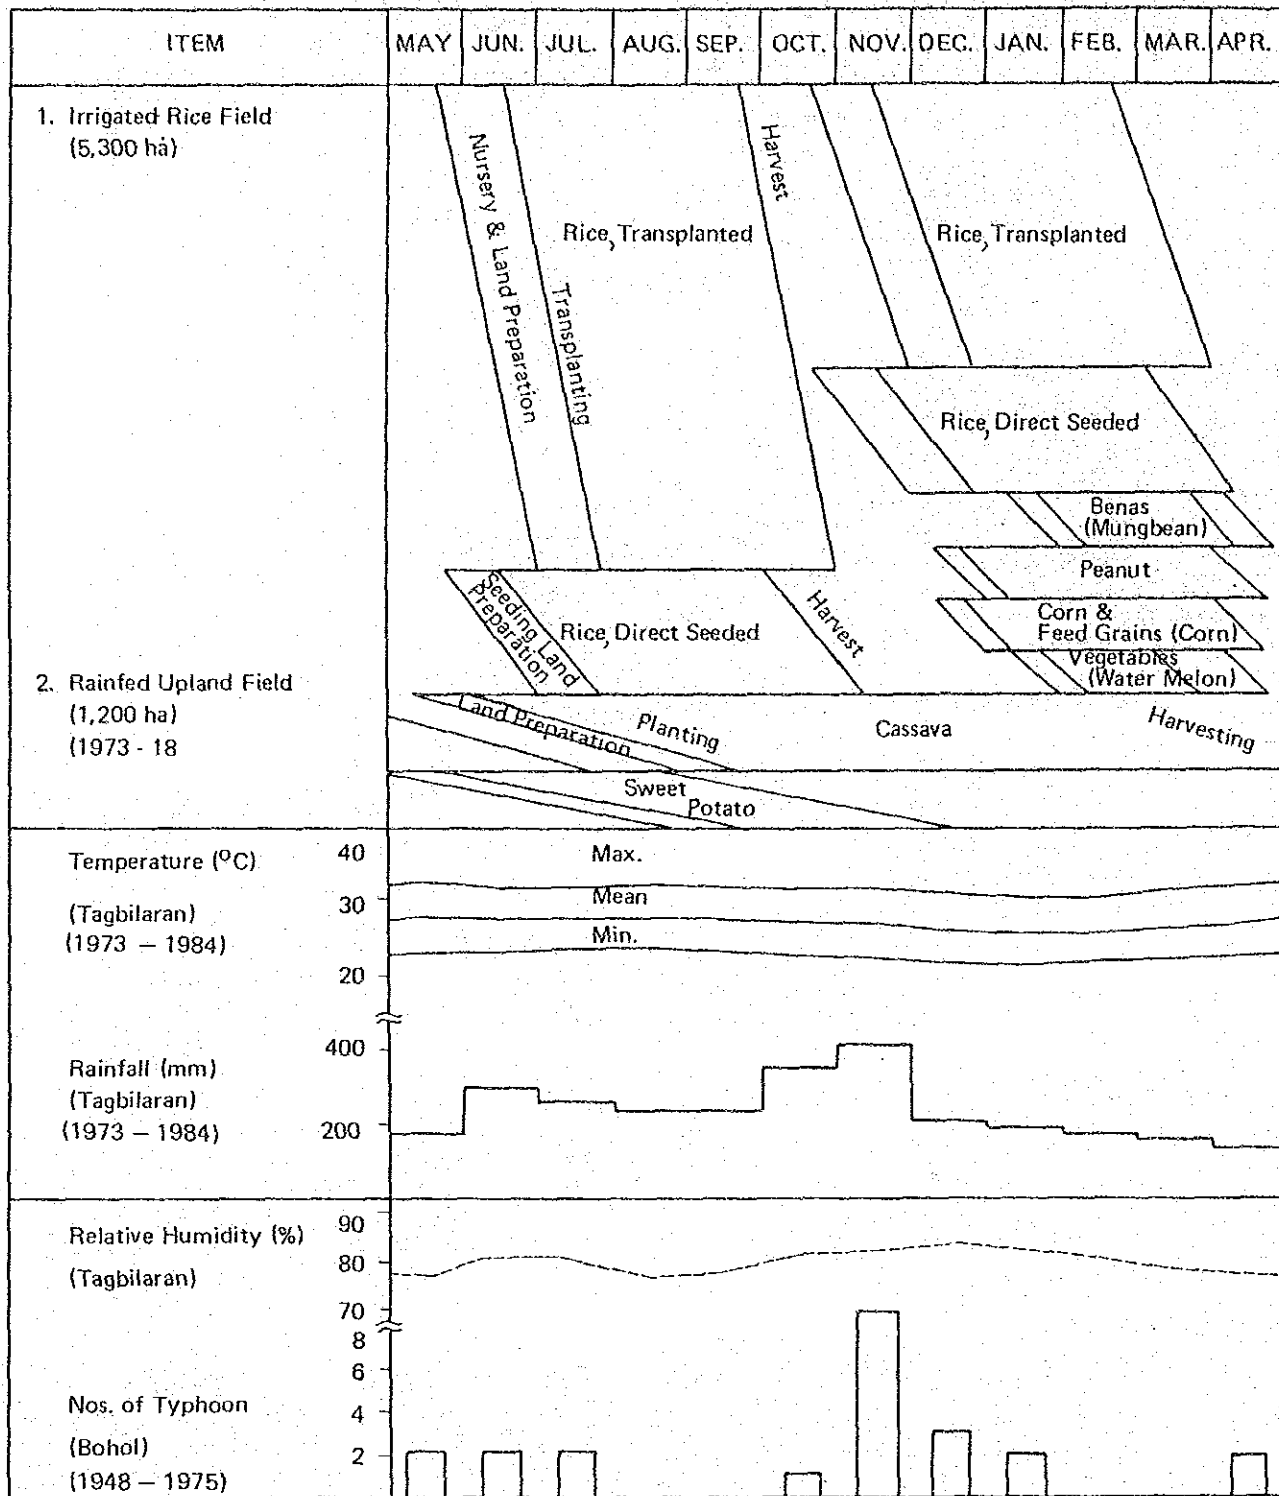 ITEM MAY JUN. JUL. AUG. SEP. OCT. NOV. DEC. JAN. FEB. MAR. APR.
1. Irrigated Rice Field
(5,300 ha)
Nursery & Land Preparation
Transplanting
Rice, Transplanted
Harvest
Rice, Transplanted
Rice, Direct Seeded
Benas
(Mungbean)
Peanut
Corn &
Feed Grains (Corn)
Vegetables
(Water Melon)
Seeding Land
Preparation
Rice, Direct Seeded
Harvest
2. Rainfed Upland Field
(1,200 ha)
(1973 - 18
Land Preparation
Planting
Cassava
Harvesting
Sweet
Potato
Temperature (°C)
(Tagbilaran)
(1973 – 1984)
40
30
20
Max.
Mean
Min.
Rainfall (mm)
(Tagbilaran)
(1973 – 1984)
400
200
Relative Humidity (%)
(Tagbilaran)
90
80
70
Nos. of Typhoon
(Bohol)
(1948 – 1975)
8
6
4
2